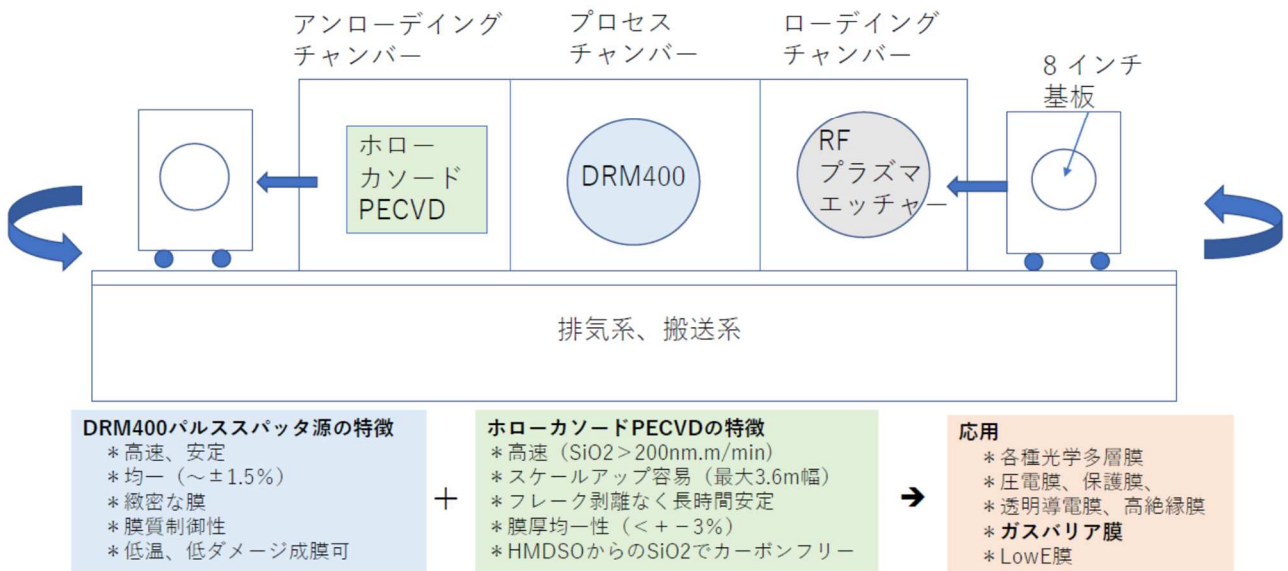 アンローデイング
チャンバー
プロセス
チャンバー
ローデイング
チャンバー
8 インチ
基板
ホロー
カソード
PECVD
DRM400
RF
プラズマ
エッチャー
排気系、搬送系
DRM400パルススパッタ源の特徴
＊高速、安定
＊均一（～±1.5%）
＊緻密な膜
＊膜質制御性
＊低温、低ダメージ成膜可
＋
ホローカソードPECVDの特徴
＊高速（SiO2＞200nm.m/min）
＊スケールアップ容易（最大3.6m幅）
＊フレーク剥離なく長時間安定
＊膜厚均一性（＜＋－3%）
＊HMDSOからのSiO2でカーボンフリー
応用
＊各種光学多層膜
＊圧電膜、保護膜、
＊透明導電膜、高絶縁膜
＊ガスバリア膜
＊LowE膜